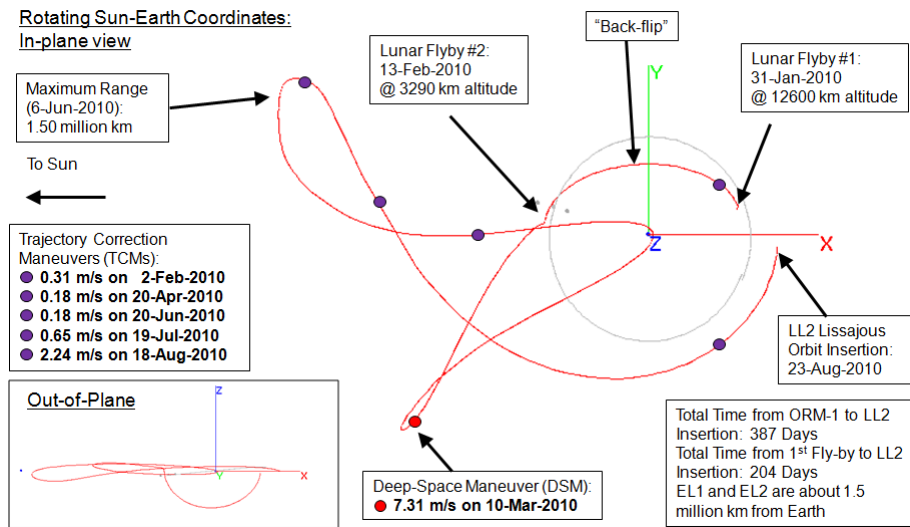 Rotating Sun-Earth Coordinates:
In-plane view
Maximum Range
(6-Jun-2010):
1.50 million km
To Sun
Trajectory Correction
Maneuvers (TCMs):
0.31 m/s on 2-Feb-2010
0.18 m/s on 20-Apr-2010
0.18 m/s on 20-Jun-2010
0.65 m/s on 19-Jul-2010
2.24 m/s on 18-Aug-2010
Out-of-Plane
Z
Y
X
Lunar Flyby #2:
13-Feb-2010
@ 3290 km altitude
“Back-flip”
Lunar Flyby #1:
31-Jan-2010
@ 12600 km altitude
Y
Z
X
LL2 Lissajous
Orbit Insertion:
23-Aug-2010
Deep-Space Maneuver (DSM):
7.31 m/s on 10-Mar-2010
Total Time from ORM-1 to LL2
Insertion: 387 Days
Total Time from 1st Fly-by to LL2
Insertion: 204 Days
EL1 and EL2 are about 1.5
million km from Earth